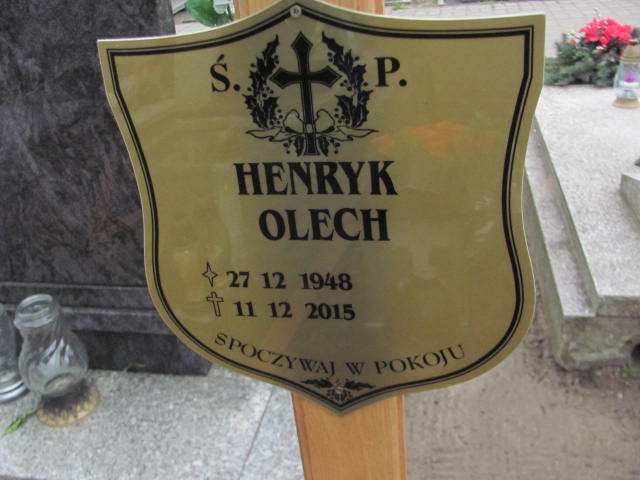 Ś. P.
HENRYK
OLECH
27 12 1948
11 12 2015
SPOCZYWAJ W POKOJU